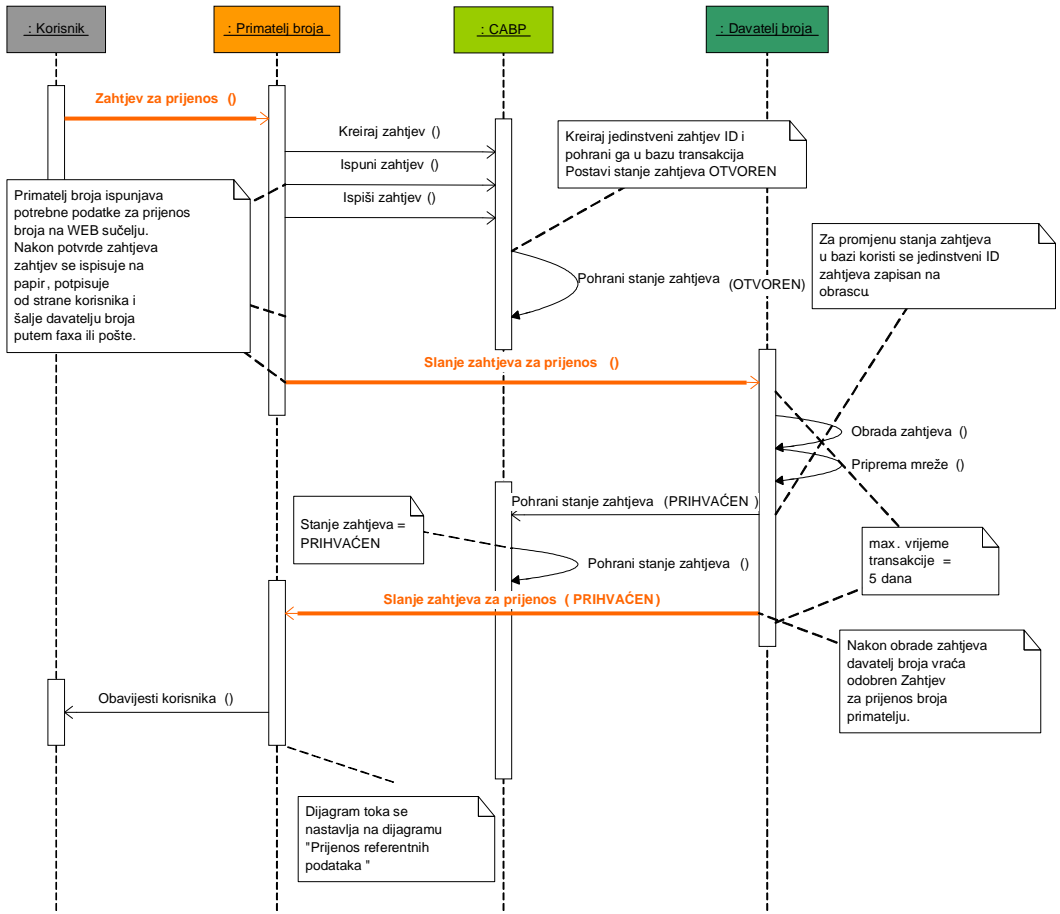 : Korisnik
: Primatelj broja
: CABP
: Davatelj broja
Zahtjev za prijenos ()
Kreiraj zahtjev ()
Ispuni zahtjev ()
Ispiši zahtjev ()
Kreiraj jedinstveni zahtjev ID i
pohrani ga u bazu transakcija
Postavi stanje zahtjeva OTVOREN
Primatelj broja ispunjava
potrebne podatke za prijenos
broja na WEB sučelju.
Nakon potvrde zahtjeva
zahtjev se ispisuje na
papir, potpisuje
od strane korisnika i
šalje davatelju broja
putem faxa ili pošte.
Za promjenu stanja zahtjeva
u bazi koristi se jedinstveni ID
zahtjeva zapisan na
obrascu.
Pohrani stanje zahtjeva (OTVOREN)
Slanje zahtjeva za prijenos ()
Obrada zahtjeva ()
Priprema mreže ()
Pohrani stanje zahtjeva (PRIHVAĆEN )
Stanje zahtjeva =
PRIHVAĆEN
max. vrijeme
transakcije =
5 dana
Pohrani stanje zahtjeva ()
Slanje zahtjeva za prijenos ( PRIHVAĆEN )
Nakon obrade zahtjeva
davatelj broja vraća
odobren Zahtjev
za prijenos broja
primatelju.
Obavijesti korisnika ()
Dijagram toka se
nastavlja na dijagramu
"Prijenos referentnih
podataka "